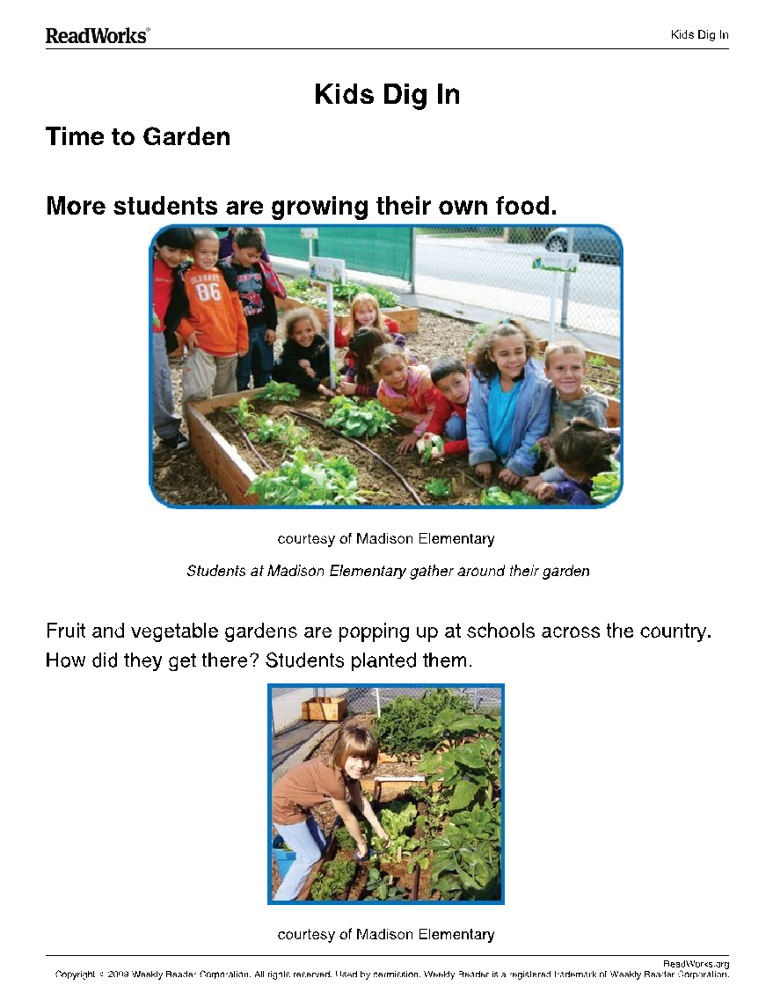 ReadWorks®
Kids Dig In
Kids Dig In
Time to Garden
More students are growing their own food.
86
courtesy of Madison Elementary
Students at Madison Elementary gather around their garden
Fruit and vegetable gardens are popping up at schools across the country.
How did they get there? Students planted them.
courtesy of Madison Elementary
ReadWorks.org
Copyright © 2009 Weekly Reader Corporation. All rights reserved. Used by permission. Weekly Reader is a registered trademark of Weekly Reader Corporation.